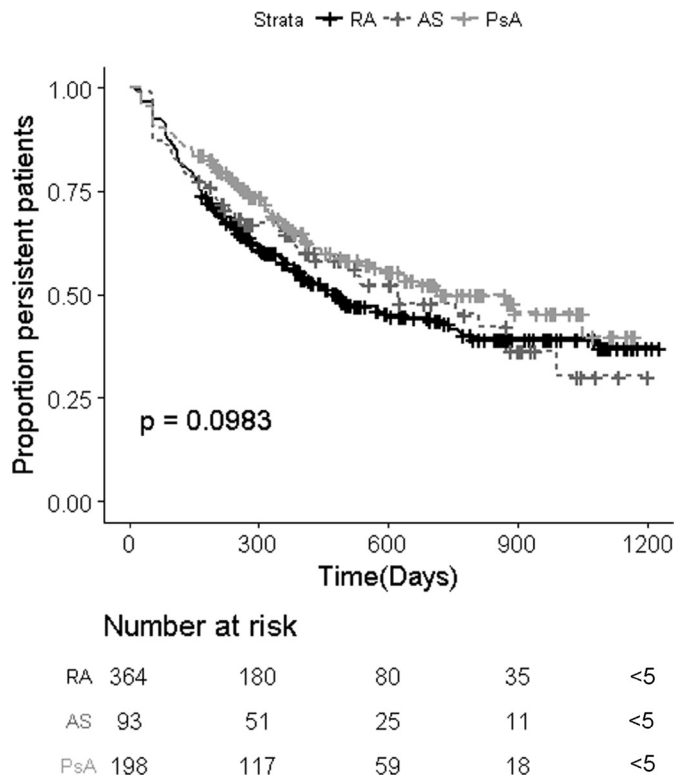 Strata RA AS PsA
1.00
0.75
0.50
0.25
0.00
Proportion persistent patients
p = 0.0983
0 300 600 900 1200
Time(Days)
Number at risk
RA 364 180 80 35 <5
AS 93 51 25 11 <5
PsA 198 117 59 18 <5